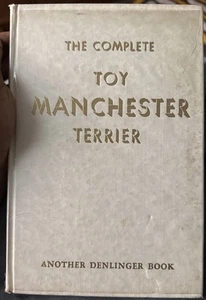 THE COMPLETE
TOY
MANCHESTER
TERRIER
ANOTHER DENLINGER BOOK